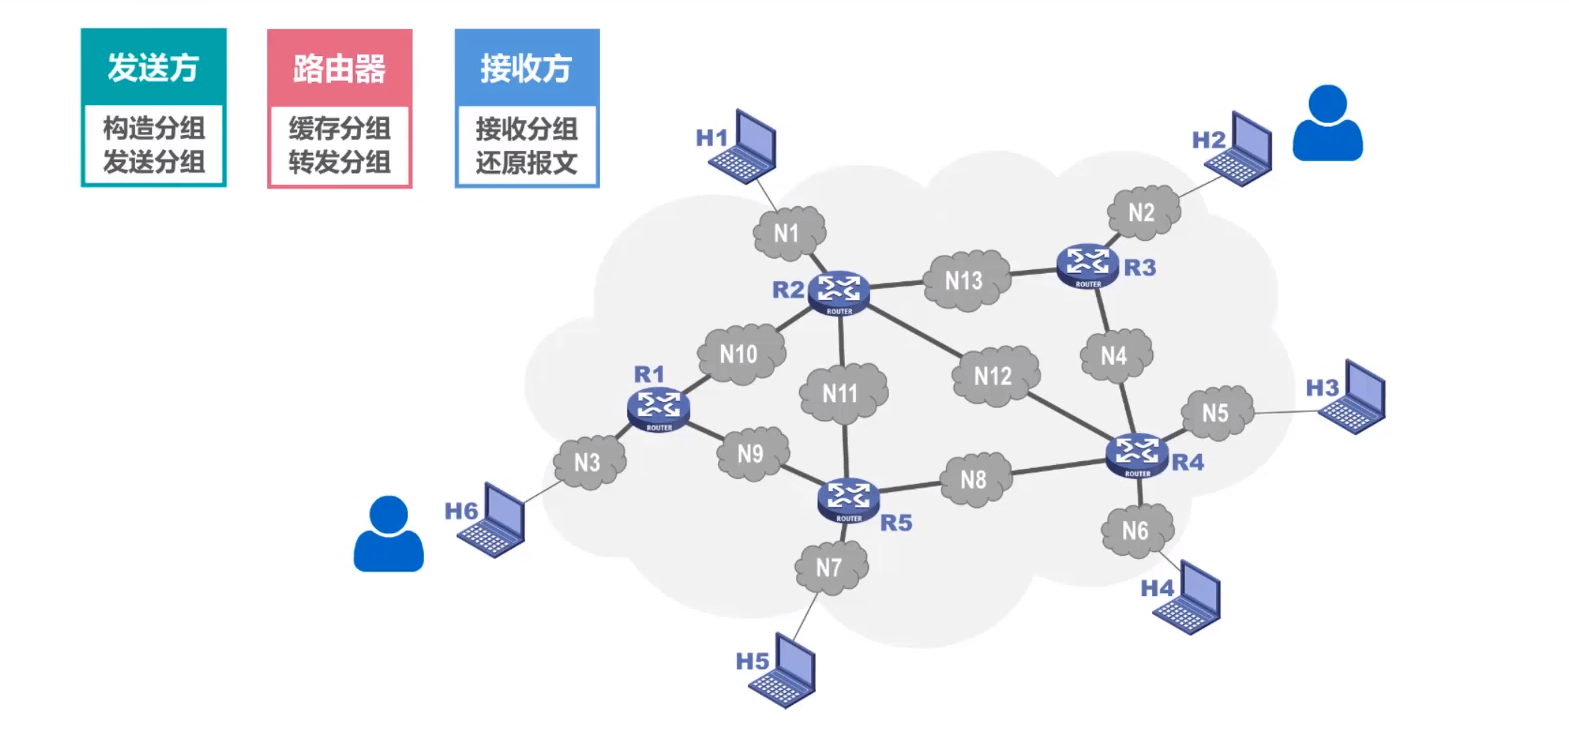 发送方
构造分组
发送分组
路由器
缓存分组
转发分组
接收方
接收分组
还原报文
H1
H2
N2
N1
R3
N13
R2
ROUTER
ROUTER
N10
N4
R1
N12
H3
N11
N5
ROUTER
N9
N3
R4
ROUTER
N8
H6
R5
ROUTER
N6
N7
H4
H5